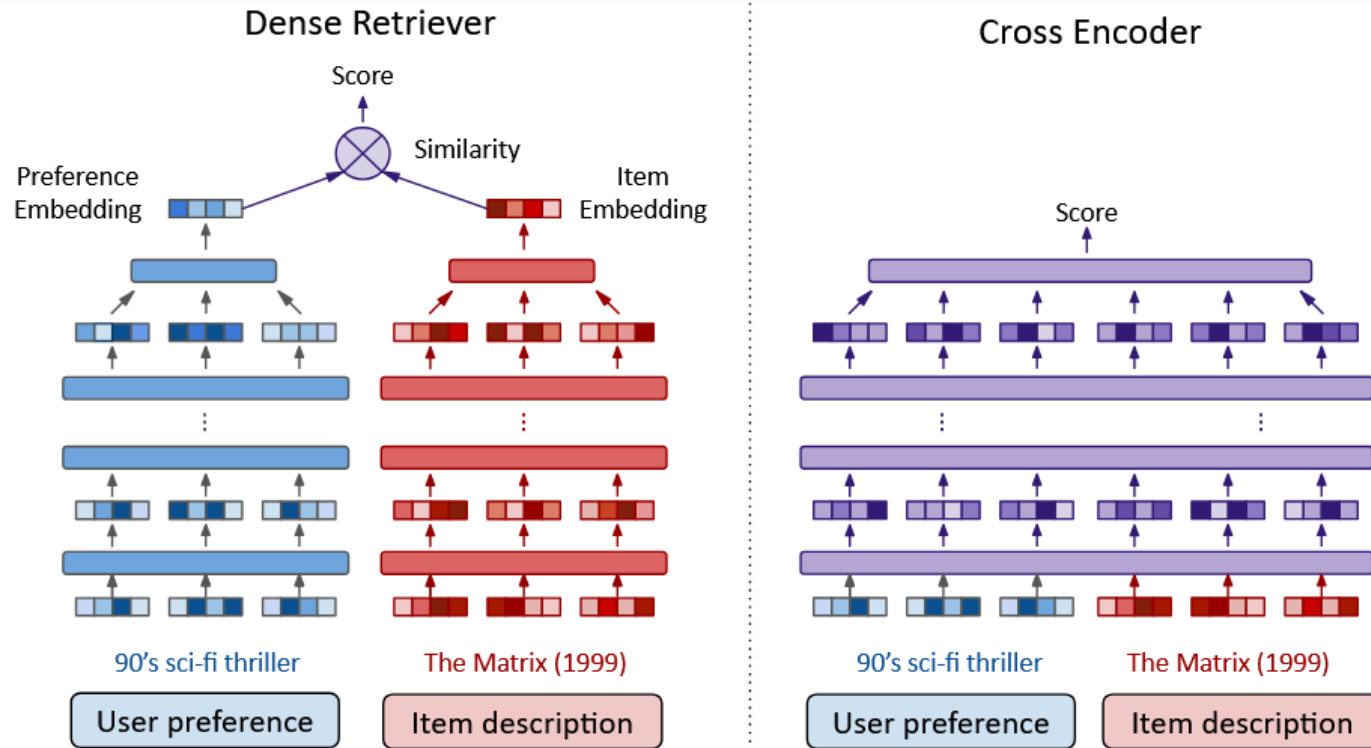 Dense Retriever
Score
Similarity
Preference
Embedding
Item
Embedding
90's sci-fi thriller
The Matrix (1999)
User preference
Item description
Cross Encoder
Score
90's sci-fi thriller
The Matrix (1999)
User preference
Item description